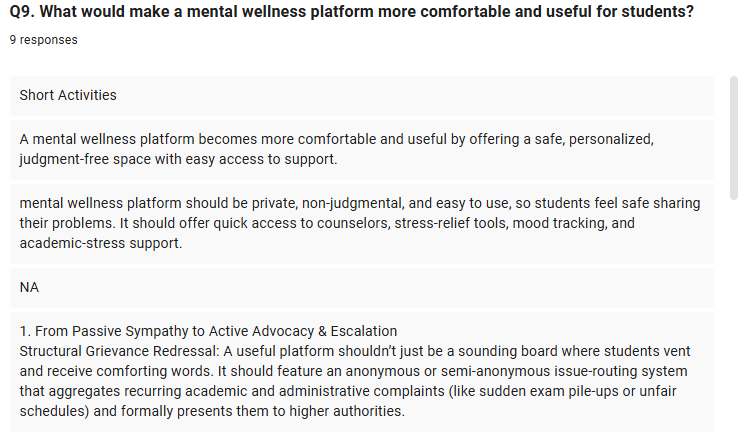 Q9. What would make a mental wellness platform more comfortable and useful for students?
9 responses
Short Activities
A mental wellness platform becomes more comfortable and useful by offering a safe, personalized,
judgment-free space with easy access to support.
mental wellness platform should be private, non-judgmental, and easy to use, so students feel safe sharing
their problems. It should offer quick access to counselors, stress-relief tools, mood tracking, and
academic-stress support.
NA
1. From Passive Sympathy to Active Advocacy & Escalation
Structural Grievance Redressal: A useful platform shouldn’t just be a sounding board where students vent
and receive comforting words. It should feature an anonymous or semi-anonymous issue-routing system
that aggregates recurring academic and administrative complaints (like sudden exam pile-ups or unfair
schedules) and formally presents them to higher authorities.